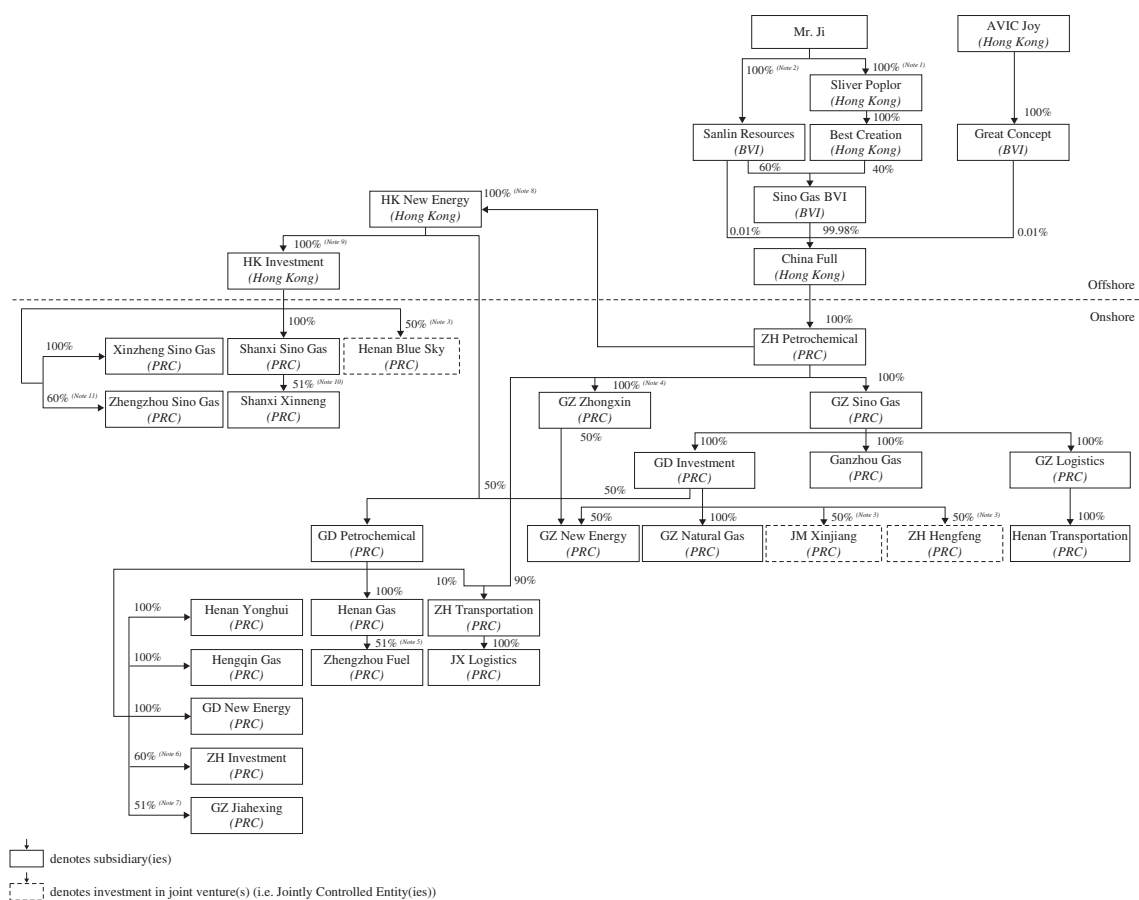 Mr. Ji
AVIC Joy
(Hong Kong)
100% (Note 2)
100% (Note 1)
Sliver Poplor
(Hong Kong)
100%
100%
Sanlin Resources
(BVI)
Best Creation
(Hong Kong)
Great Concept
(BVI)
60%
40%
HK New Energy
(Hong Kong)
100% (Note 8)
Sino Gas BVI
(BVI)
0.01%
99.98%
0.01%
100% (Note 9)
HK Investment
(Hong Kong)
China Full
(Hong Kong)
Offshore
Onshore
100%
50% (Note 3)
100%
100%
Xinzheng Sino Gas
(PRC)
Shanxi Sino Gas
(PRC)
Henan Blue Sky
(PRC)
ZH Petrochemical
(PRC)
51% (Note 10)
60% (Note 11)
Zhengzhou Sino Gas
(PRC)
Shanxi Xinneng
(PRC)
100% (Note 4)
100%
GZ Zhongxin
(PRC)
GZ Sino Gas
(PRC)
50%
100%
100%
100%
GD Investment
(PRC)
Ganzhou Gas
(PRC)
GZ Logistics
(PRC)
50%
50%
50%
100%
50% (Note 3)
50% (Note 3)
100%
GD Petrochemical
(PRC)
GZ New Energy
(PRC)
GZ Natural Gas
(PRC)
JM Xinjiang
(PRC)
ZH Hengfeng
(PRC)
Henan Transportation
(PRC)
10%
90%
100%
100%
Henan Yonghui
(PRC)
Henan Gas
(PRC)
ZH Transportation
(PRC)
51% (Note 5)
100%
100%
Hengqin Gas
(PRC)
Zhengzhou Fuel
(PRC)
JX Logistics
(PRC)
100%
GD New Energy
(PRC)
60% (Note 6)
ZH Investment
(PRC)
51% (Note 7)
GZ Jiahexing
(PRC)
denotes subsidiary(ies)
denotes investment in joint venture(s) (i.e. Jointly Controlled Entity(ies))